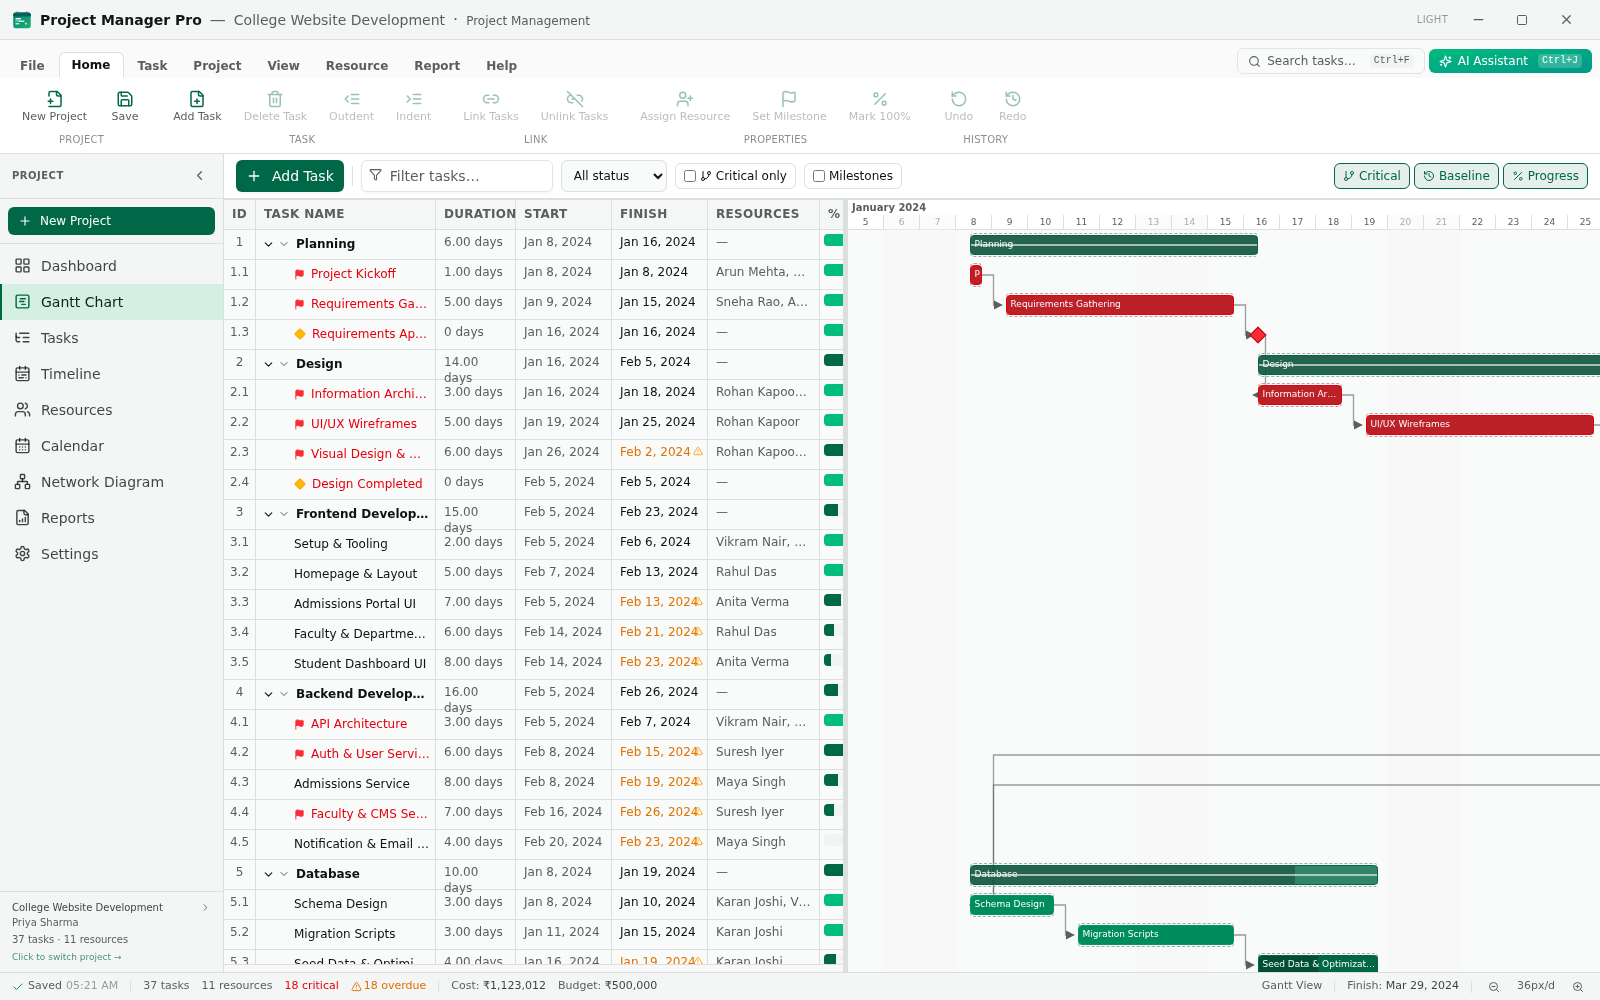 Project Manager Pro — College Website Development · Project Management LIGHT
File Home Task Project View Resource Report Help Search tasks... Ctrl+F AI Assistant Ctrl+J
New Project Save Add Task Delete Task Outdent Indent Link Tasks Unlink Tasks Assign Resource Set Milestone Mark 100% Undo Redo
PROJECT TASK LINK PROPERTIES HISTORY
PROJECT
New Project
Dashboard
Gantt Chart
Tasks
Timeline
Resources
Calendar
Network Diagram
Reports
Settings
College Website Development
Priya Sharma
37 tasks · 11 resources
Click to switch project →
Add Task Filter tasks... All status Critical only Milestones Critical Baseline Progress
ID TASK NAME DURATION START FINISH RESOURCES %
1 Planning 6.00 days Jan 8, 2024 Jan 16, 2024 —
1.1 Project Kickoff 1.00 days Jan 8, 2024 Jan 8, 2024 Arun Mehta, ...
1.2 Requirements Ga... 5.00 days Jan 9, 2024 Jan 15, 2024 Sneha Rao, A...
1.3 Requirements Ap... 0 days Jan 16, 2024 Jan 16, 2024 —
2 Design 14.00 days Jan 16, 2024 Feb 5, 2024 —
2.1 Information Archi... 3.00 days Jan 16, 2024 Jan 18, 2024 Rohan Kapoo...
2.2 UI/UX Wireframes 5.00 days Jan 19, 2024 Jan 25, 2024 Rohan Kapoor
2.3 Visual Design & ... 6.00 days Jan 26, 2024 Feb 2, 2024 Rohan Kapoo...
2.4 Design Completed 0 days Feb 5, 2024 Feb 5, 2024 —
3 Frontend Develop... 15.00 days Feb 5, 2024 Feb 23, 2024 —
3.1 Setup & Tooling 2.00 days Feb 5, 2024 Feb 6, 2024 Vikram Nair, ...
3.2 Homepage & Layout 5.00 days Feb 7, 2024 Feb 13, 2024 Rahul Das
3.3 Admissions Portal UI 7.00 days Feb 5, 2024 Feb 13, 2024 Anita Verma
3.4 Faculty & Departme... 6.00 days Feb 14, 2024 Feb 21, 2024 Rahul Das
3.5 Student Dashboard UI 8.00 days Feb 14, 2024 Feb 23, 2024 Anita Verma
4 Backend Develop... 16.00 days Feb 5, 2024 Feb 26, 2024 —
4.1 API Architecture 3.00 days Feb 5, 2024 Feb 7, 2024 Vikram Nair, ...
4.2 Auth & User Servi... 6.00 days Feb 8, 2024 Feb 15, 2024 Suresh Iyer
4.3 Admissions Service 8.00 days Feb 8, 2024 Feb 19, 2024 Maya Singh
4.4 Faculty & CMS Se... 7.00 days Feb 16, 2024 Feb 26, 2024 Suresh Iyer
4.5 Notification & Email ... 4.00 days Feb 20, 2024 Feb 23, 2024 Maya Singh
5 Database 10.00 days Jan 8, 2024 Jan 19, 2024 —
5.1 Schema Design 3.00 days Jan 8, 2024 Jan 10, 2024 Karan Joshi, V...
5.2 Migration Scripts 3.00 days Jan 11, 2024 Jan 15, 2024 Karan Joshi
5.3 Seed Data & Optimi... 4.00 days Jan 16, 2024 Jan 19, 2024 Karan Joshi
January 2024
5 6 7 8 9 10 11 12 13 14 15 16 17 18 19 20 21 22 23 24 25
Planning
P
Requirements Gathering
Design
Information Ar...
UI/UX Wireframes
Database
Schema Design
Migration Scripts
Seed Data & Optimizat...
Saved 05:21 AM 37 tasks 11 resources 18 critical 18 overdue Cost: ₹1,123,012 Budget: ₹500,000 Gantt View Finish: Mar 29, 2024 36px/d